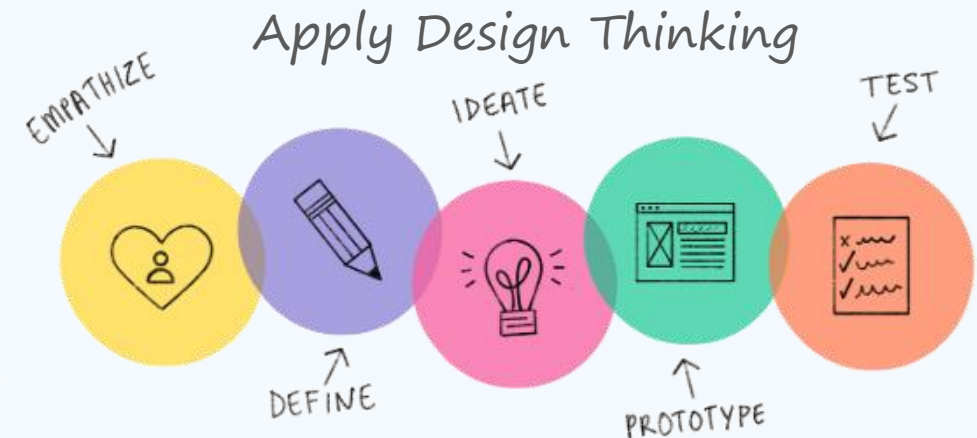 Apply Design Thinking
EMPATHIZE
DEFINE
IDEATE
PROTOTYPE
TEST